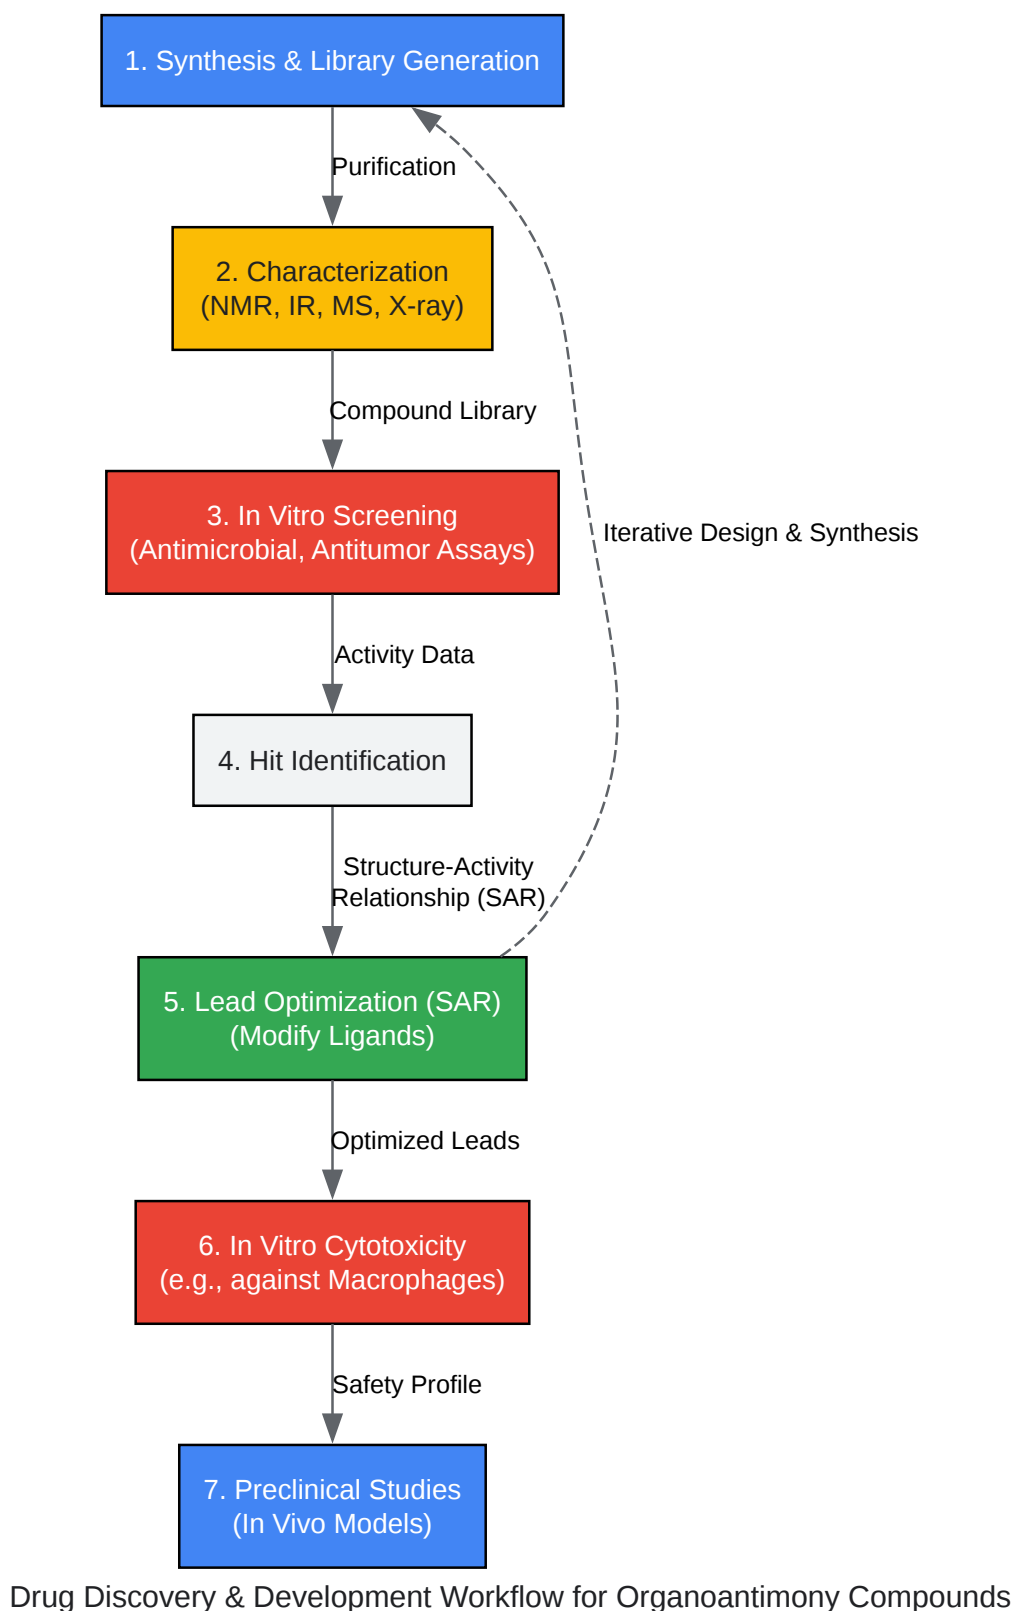 1. Synthesis & Library Generation
Purification
2. Characterization
(NMR, IR, MS, X-ray)
Compound Library
3. In Vitro Screening
(Antimicrobial, Antitumor Assays)
Iterative Design & Synthesis
Activity Data
4. Hit Identification
Structure-Activity
Relationship (SAR)
5. Lead Optimization (SAR)
(Modify Ligands)
Optimized Leads
6. In Vitro Cytotoxicity
(e.g., against Macrophages)
Safety Profile
7. Preclinical Studies
(In Vivo Models)
Drug Discovery & Development Workflow for Organoantimony Compounds